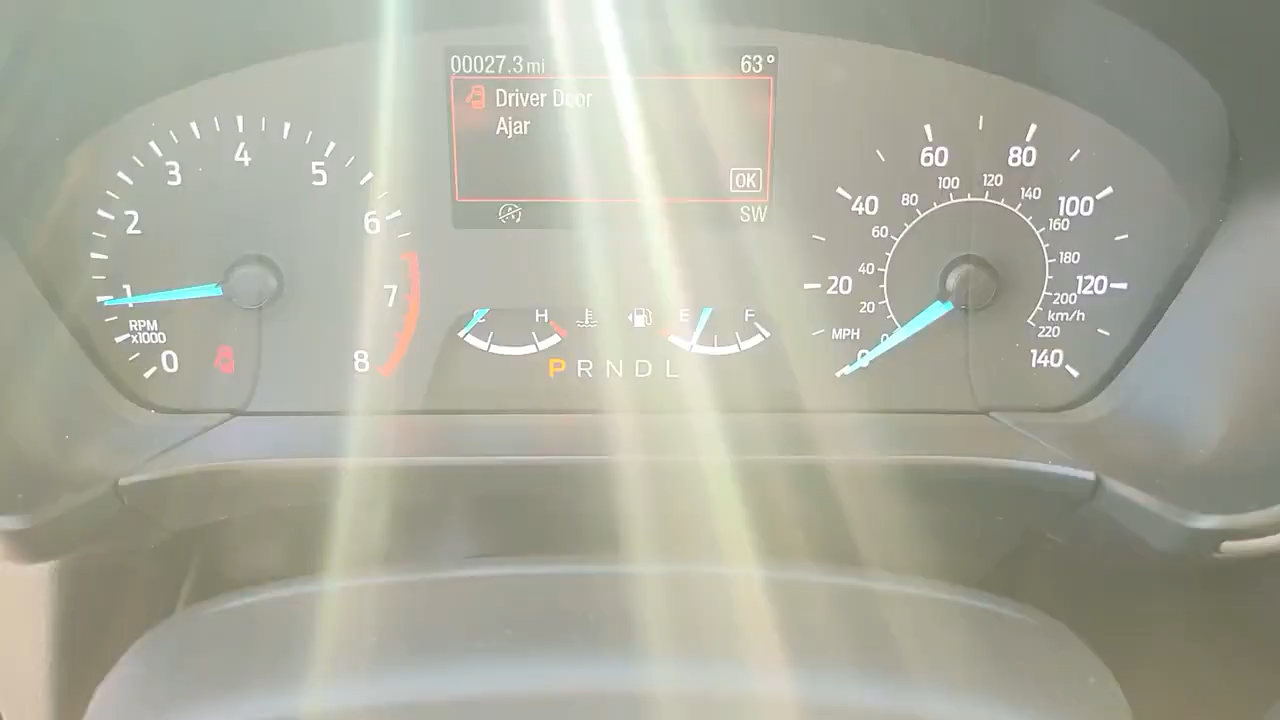 00027.3 mi 63°
Driver Door
Ajar
OK
SW
0 1 2 3 4 5 6 7 8
RPM
x1000
C H E F
P R N D L
0 20 40 60 80 100 120 140
MPH
0 20 40 60 80 100 120 140 160 180 200 220
km/h